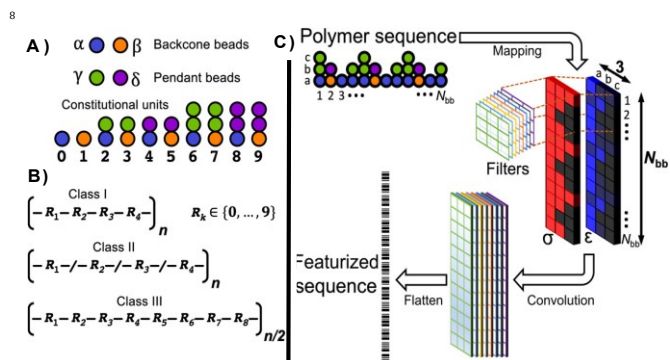 8
A)
α β Backcone beads
γ δ Pendant beads
Constitutional units
0 1 2 3 4 5 6 7 8 9
B)
Class I
[-R1-R2-R3-R4-]n Rk ∈ {0, ..., 9}
Class II
[-R1-/-R2-/-R3-/-R4-]n
Class III
[-R1-R2-R3-R4-R5-R6-R7-R8-]n/2
C)
Polymer sequence
Mapping
c
b
a
1 2 3 ••• ••• Nbb
Filters
3
a b c
1
2
Nbb
Nbb
σ ε
Convolution
Flatten
Featurized
sequence